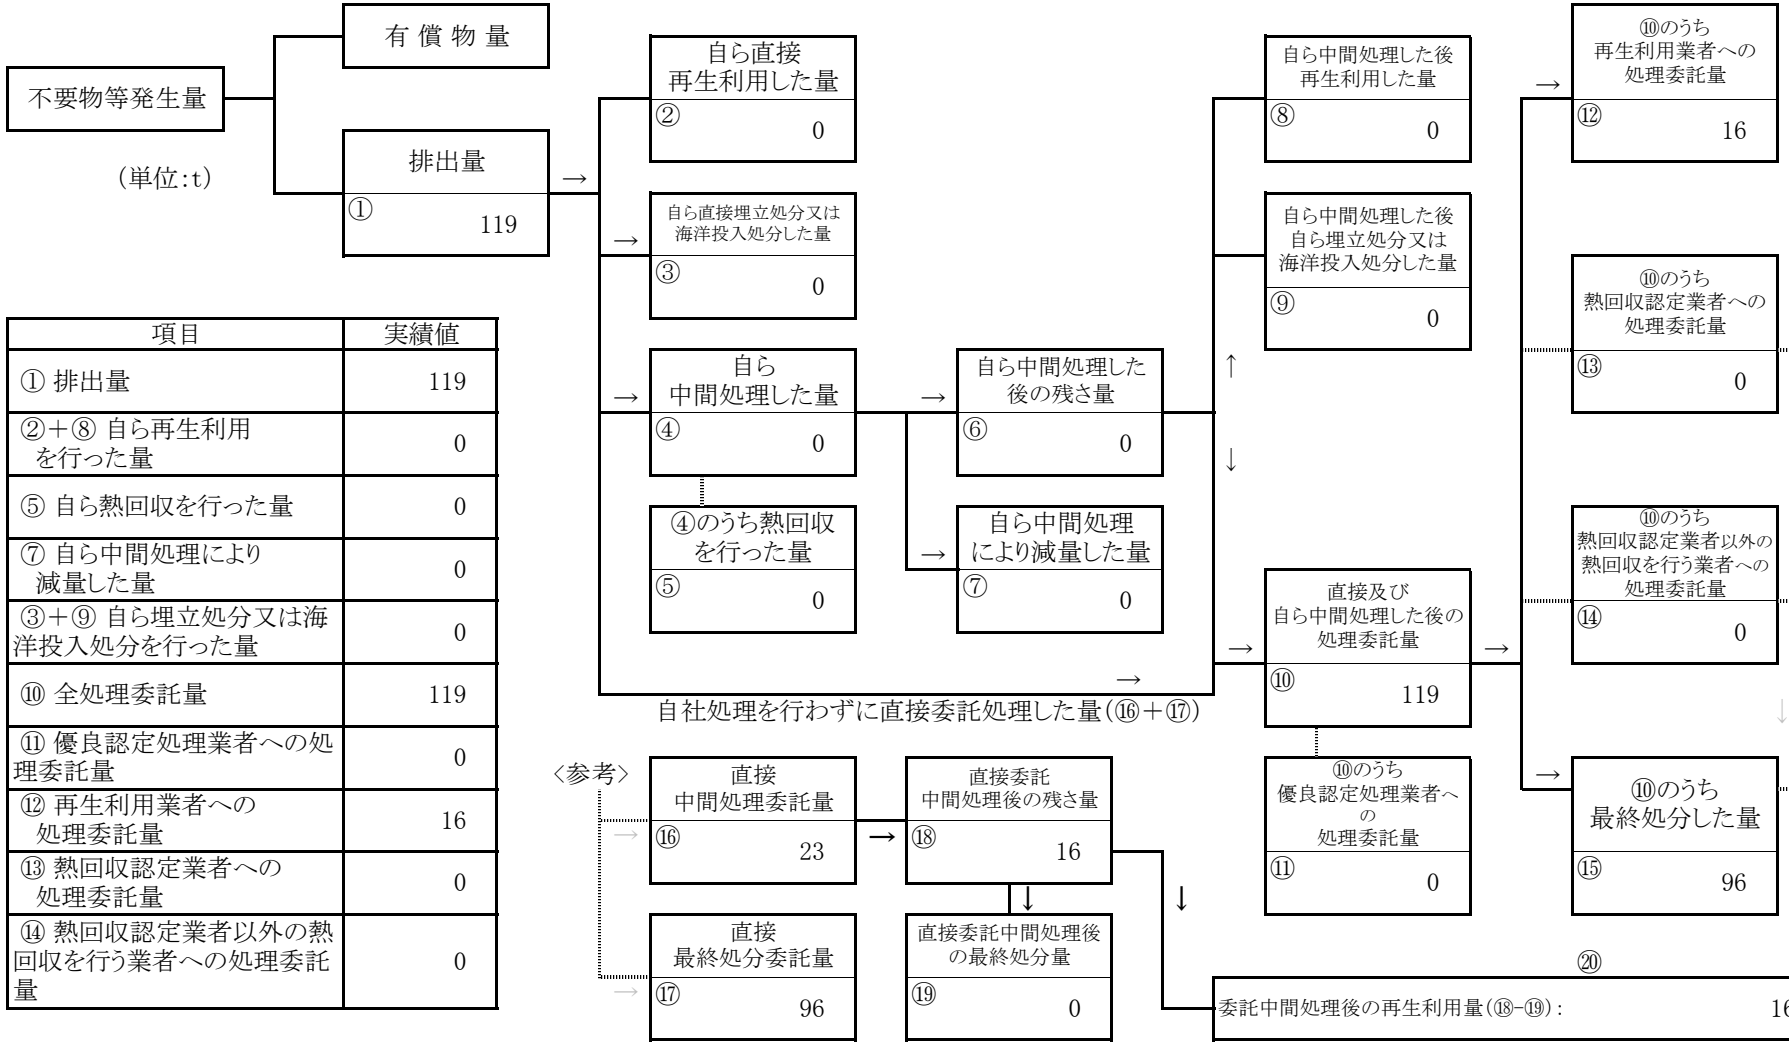 有 償 物 量
不要物等発生量
(単位:t)
排出量
①
119
→
自ら直接
再生利用した量
②
0
→
自ら直接埋立処分又は
海洋投入処分した量
③
0
→
自ら
中間処理した量
④
0
④のうち熱回収
を行った量
⑤
0
→
自ら中間処理した
後の残さ量
⑥
0
→
自ら中間処理
により減量した量
⑦
0
自ら中間処理した後
再生利用した量
⑧
0
自ら中間処理した後
自ら埋立処分又は
海洋投入処分した量
⑨
0
↑
↓
→
自社処理を行わずに直接委託処理した量(⑯+⑰)
→
直接及び
自ら中間処理した後の
処理委託量
⑩
119
→
⑩のうち
優良認定処理業者へ
の
処理委託量
⑪
0
→
⑩のうち
再生利用業者への
処理委託量
⑫
16
⑩のうち
熱回収認定業者への
処理委託量
⑬
0
⑩のうち
熱回収認定業者以外の
熱回収を行う業者への
処理委託量
⑭
0
↓
→
⑩のうち
最終処分した量
⑮
96
項目 実績値
① 排出量 119
②+⑧ 自ら再生利用
を行った量 0
⑤ 自ら熱回収を行った量 0
⑦ 自ら中間処理により
減量した量 0
③+⑨ 自ら埋立処分又は海
洋投入処分を行った量 0
⑩ 全処理委託量 119
⑪ 優良認定処理業者への処
理委託量 0
⑫ 再生利用業者への
処理委託量 16
⑬ 熱回収認定業者への
処理委託量 0
⑭ 熱回収認定業者以外の熱
回収を行う業者への処理委託
量 0
〈参考〉
→
直接
中間処理委託量
⑯
23
→
直接委託
中間処理後の残さ量
⑱
16
↓
↓
→
直接
最終処分委託量
⑰
96
直接委託中間処理後
の最終処分量
⑲
0
⑳
委託中間処理後の再生利用量(⑱-⑲): 16